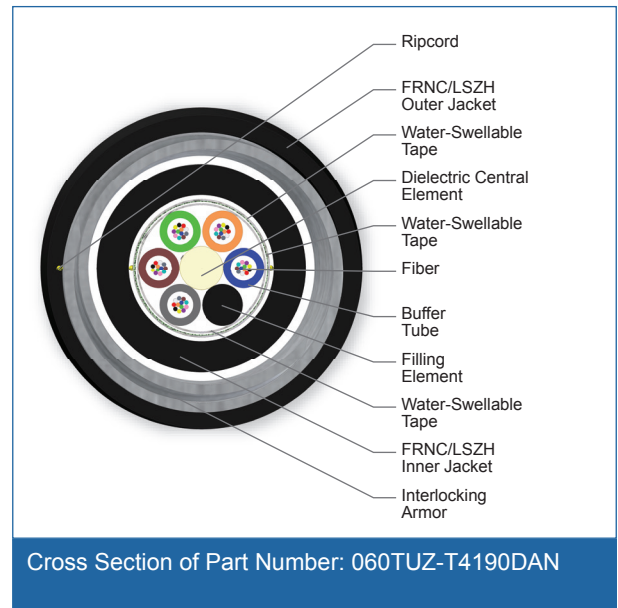 Ripcord
FRNC/LSZH
Outer Jacket
Water-Swellable
Tape
Dielectric Central
Element
Water-Swellable
Tape
Fiber
Buffer
Tube
Filling
Element
Water-Swellable
Tape
FRNC/LSZH
Inner Jacket
Interlocking
Armor
Cross Section of Part Number: 060TUZ-T4190DAN